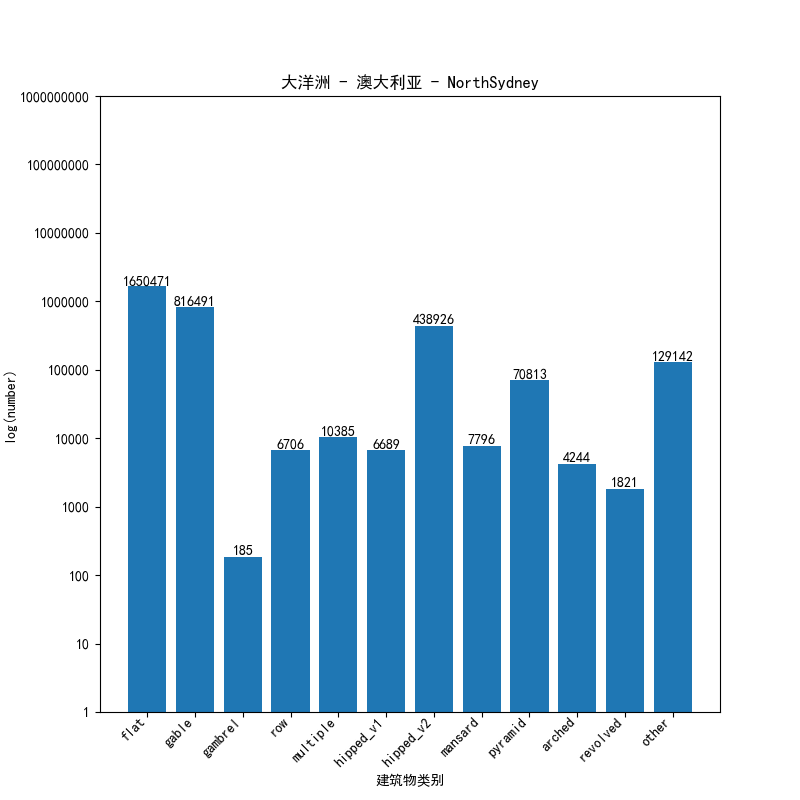 大洋洲 - 澳大利亚 - NorthSydney
1000000000
100000000
10000000
1000000
100000
10000
1000
100
10
1
log(number)
1650471
816491
185
6706
10385
6689
438926
7796
70813
4244
1821
129142
flat
gable
gambrel
row
multiple
hipped_v1
hipped_v2
mansard
pyramid
arched
revolved
other
建筑物类别